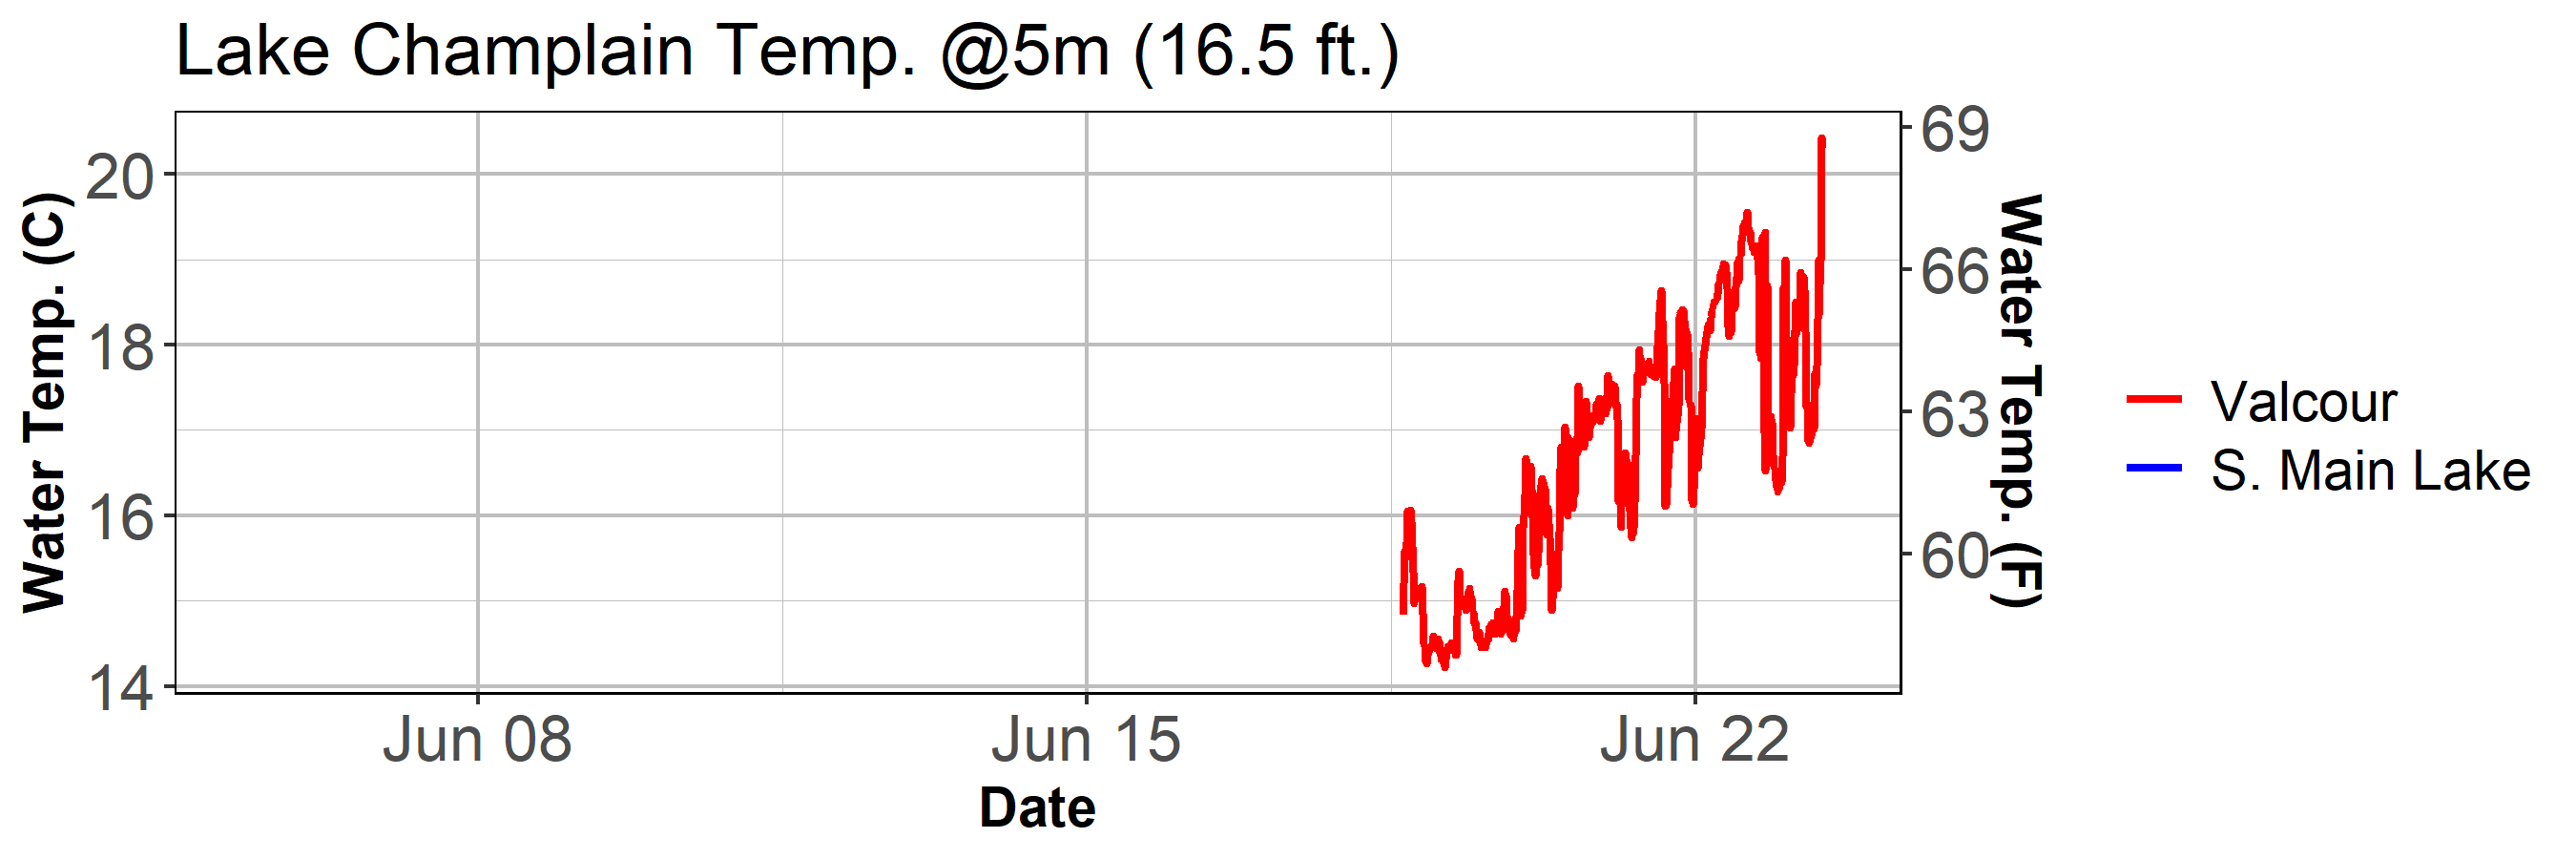 Lake Champlain Temp. @5m (16.5 ft.)
Water Temp. (C)
20
18
16
14
69
66
63
60
Water Temp. (F)
Jun 08
Jun 15
Jun 22
Date
Valcour
S. Main Lake